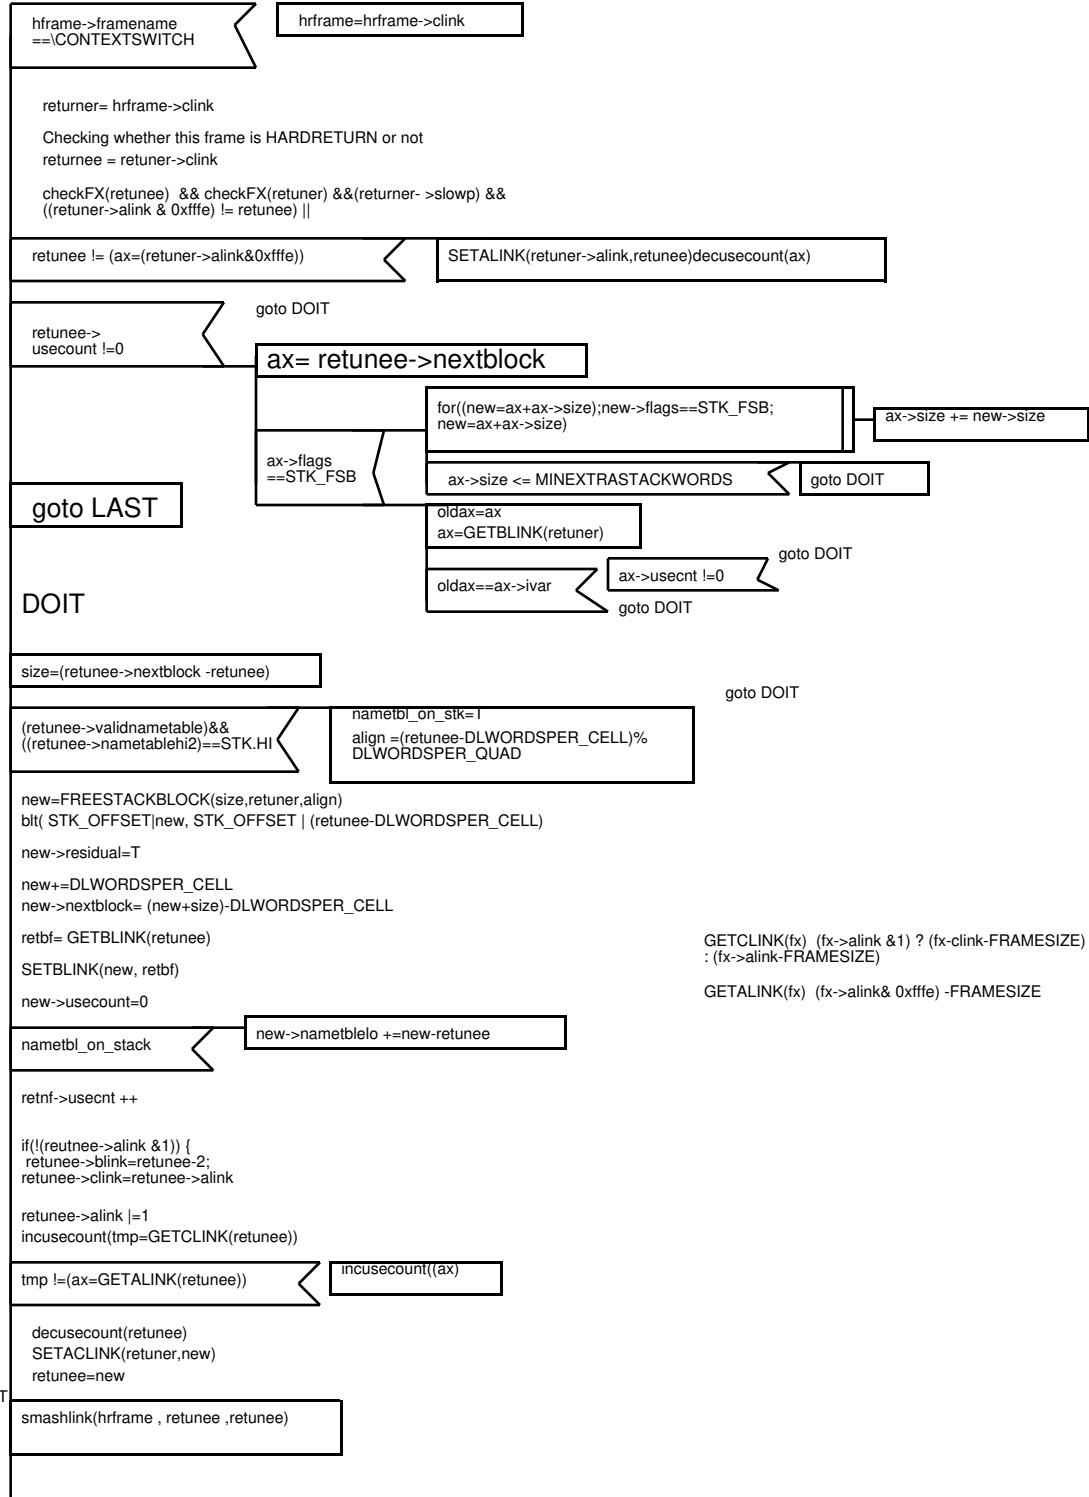 hframe->framename
==\CONTEXTSWITCH
hrframe=hrframe->clink
returner= hrframe->clink
Checking whether this frame is HARDRETURN or not
returnee = retuner->clink
checkFX(retunee)  && checkFX(retuner) &&(returner- >slowp) &&
((retuner->alink & 0xfffe) != retunee) ||
retunee != (ax=(retuner->alink&0xfffe))
SETALINK(retuner->alink,retunee)decusecount(ax)
goto DOIT
retunee->
usecount !=0
ax= retunee->nextblock
for((new=ax+ax->size);new->flags==STK_FSB;
new=ax+ax->size)
ax->size += new->size
ax->flags
==STK_FSB
ax->size <= MINEXTRASTACKWORDS
goto DOIT
goto LAST
oldax=ax
ax=GETBLINK(retuner)
goto DOIT
oldax==ax->ivar
ax->usecnt !=0
goto DOIT
DOIT
size=(retunee->nextblock -retunee)
goto DOIT
(retunee->validnametable)&&
((retunee->nametablehi2)==STK.HI
nametbl_on_stk=T
align =(retunee-DLWORDSPER_CELL)%
DLWORDSPER_QUAD
new=FREESTACKBLOCK(size,retuner,align)
blt( STK_OFFSET|new, STK_OFFSET | (retunee-DLWORDSPER_CELL)
new->residual=T
new+=DLWORDSPER_CELL
new->nextblock= (new+size)-DLWORDSPER_CELL
retbf= GETBLINK(retunee)
GETCLINK(fx)  (fx->alink &1) ? (fx-clink-FRAMESIZE)
: (fx->alink-FRAMESIZE)
SETBLINK(new, retbf)
GETALINK(fx)  (fx->alink& 0xfffe) -FRAMESIZE
new->usecount=0
nametbl_on_stack
new->nametblelo +=new-retunee
retnf->usecnt ++
if(!(reutnee->alink &1)) {
retunee->blink=retunee-2;
retunee->clink=retunee->alink
retunee->alink |=1
incusecount(tmp=GETCLINK(retunee))
tmp !=(ax=GETALINK(retunee))
incusecount((ax)
decusecount(retunee)
SETACLINK(retuner,new)
retunee=new
T
smashlink(hrframe , retunee ,retunee)